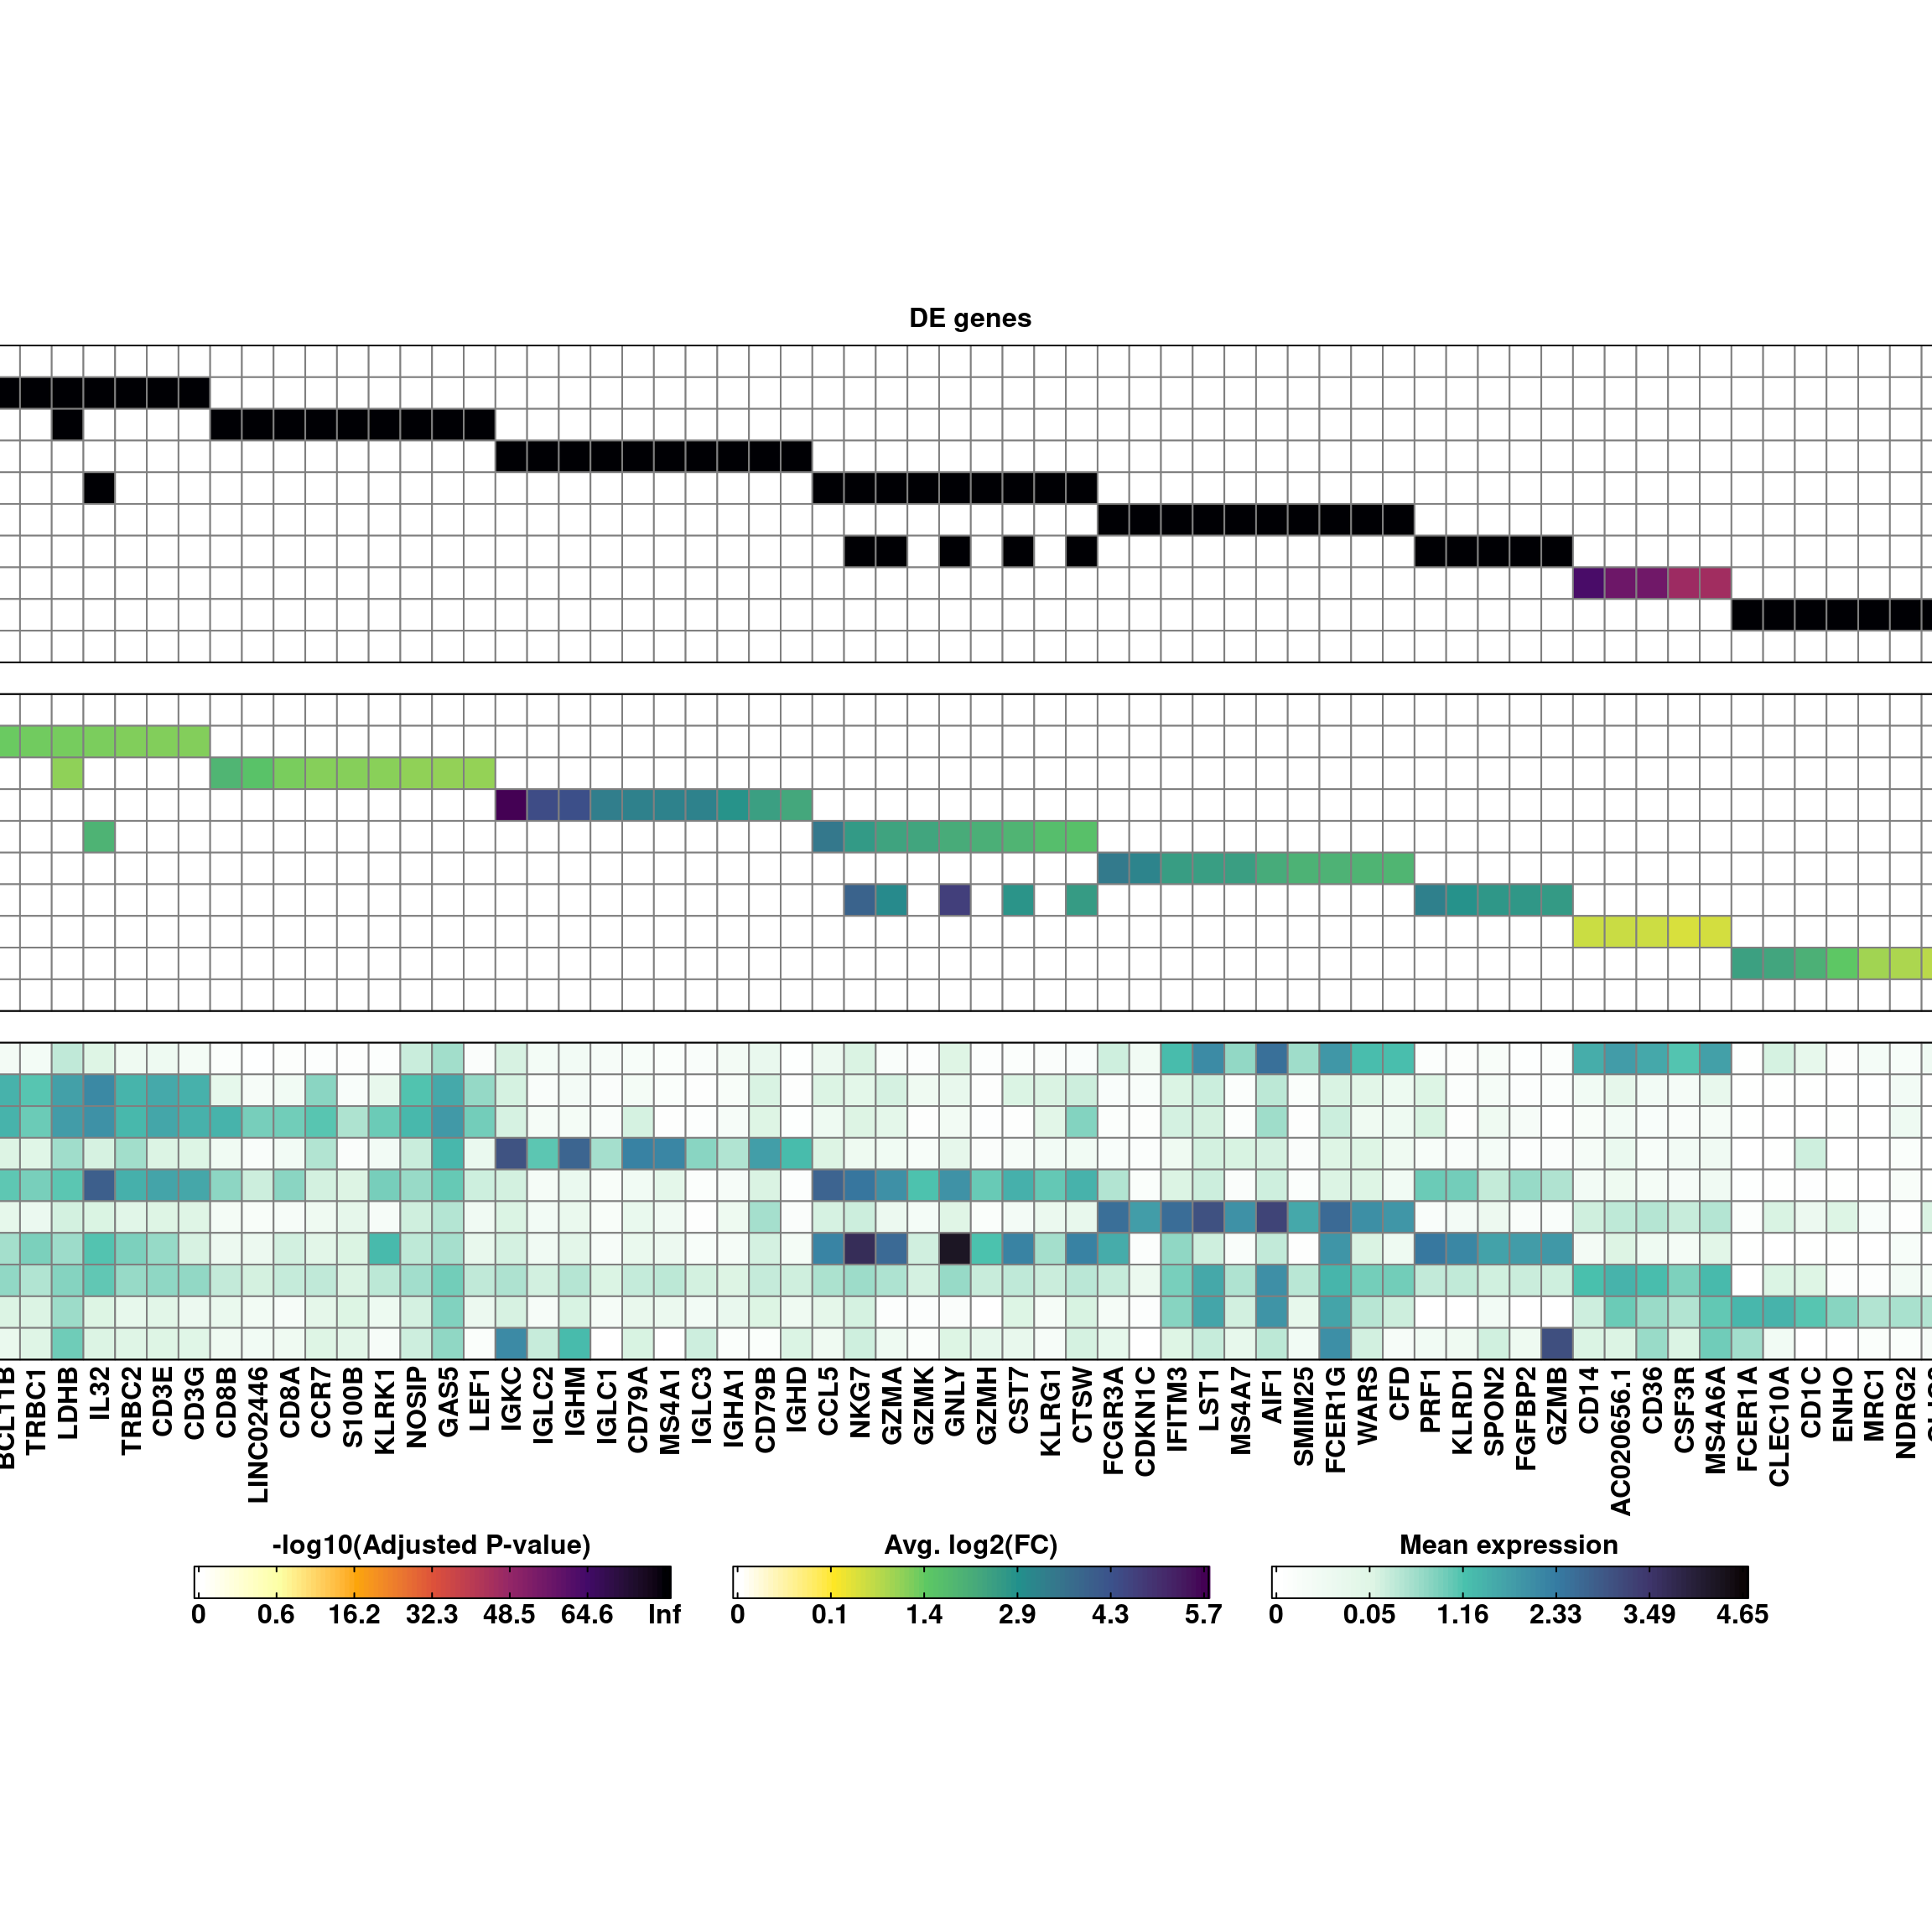 DE genes
BCL11B
TRBC1
LDHB
IL32
TRBC2
CD3E
CD3G
CD8B
LINC02446
CD8A
CCR7
S100B
KLRK1
NOSIP
GAS5
LEF1
IGKC
IGLC2
IGHM
IGLC1
CD79A
MS4A1
IGLC3
IGHA1
CD79B
IGHD
CCL5
NKG7
GZMA
GZMK
GNLY
GZMH
CST7
KLRG1
CTSW
FCGR3A
CDKN1C
IFITM3
LST1
MS4A7
AIF1
SMIM25
FCER1G
WARS
CFD
PRF1
KLRD1
SPON2
FGFBP2
GZMB
CD14
AC020656.1
CD36
CSF3R
MS4A6A
FCER1A
CLEC10A
CD1C
ENHO
MRC1
NDRG2
-log10(Adjusted P-value)
0 0.6 16.2 32.3 48.5 64.6 Inf
Avg. log2(FC)
0 0.1 1.4 2.9 4.3 5.7
Mean expression
0 0.05 1.16 2.33 3.49 4.65